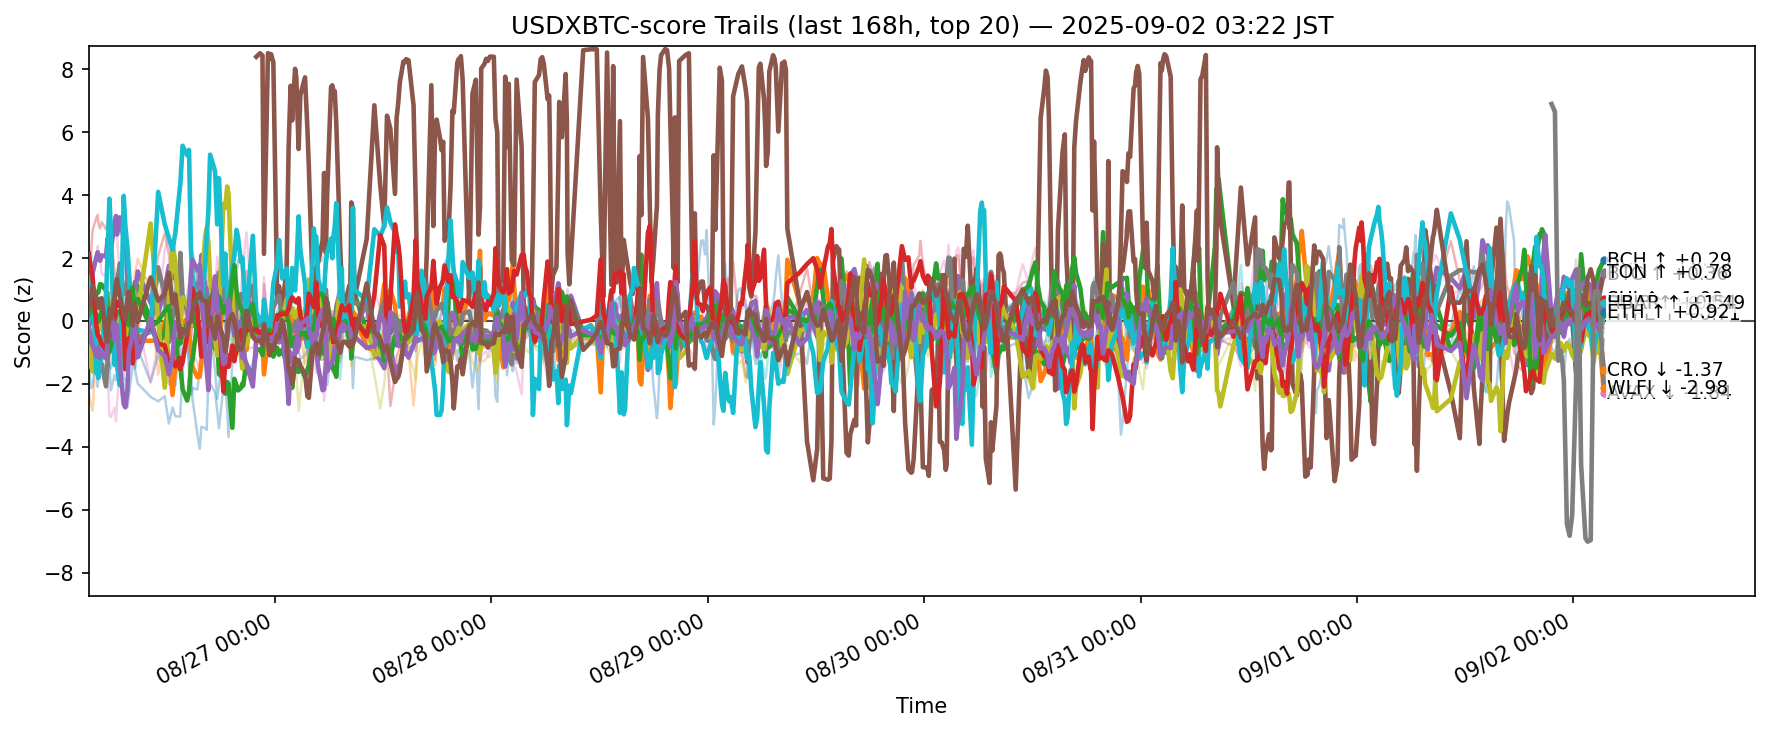 USDXBTC-score Trails (last 168h, top 20) — 2025-09-02 03:22 JST
Score (z)
8
6
4
2
0
−2
−4
−6
−8
BCH ↑ +0.29
TON ↑ +0.78
ETH ↑ +0.92
CRO ↓ -1.37
WLFI ↓ -2.98
08/27 00:00
08/28 00:00
08/29 00:00
08/30 00:00
08/31 00:00
09/01 00:00
09/02 00:00
Time